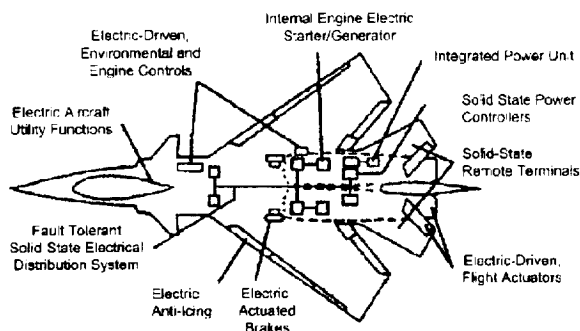 Internal Engine Electric
Starter/Generator
Electric-Driven,
Environmental and
Engine Controls
Integrated Power Unit
Electric Aircraft
Utility Functions
Solid State Power
Controllers
Solid-State
Remote Terminals
Fault Tolerant
Solid State Electrical
Distribution System
Electric
Anti-Icing
Electric
Actuated
Brakes
Electric-Driven,
Flight Actuators